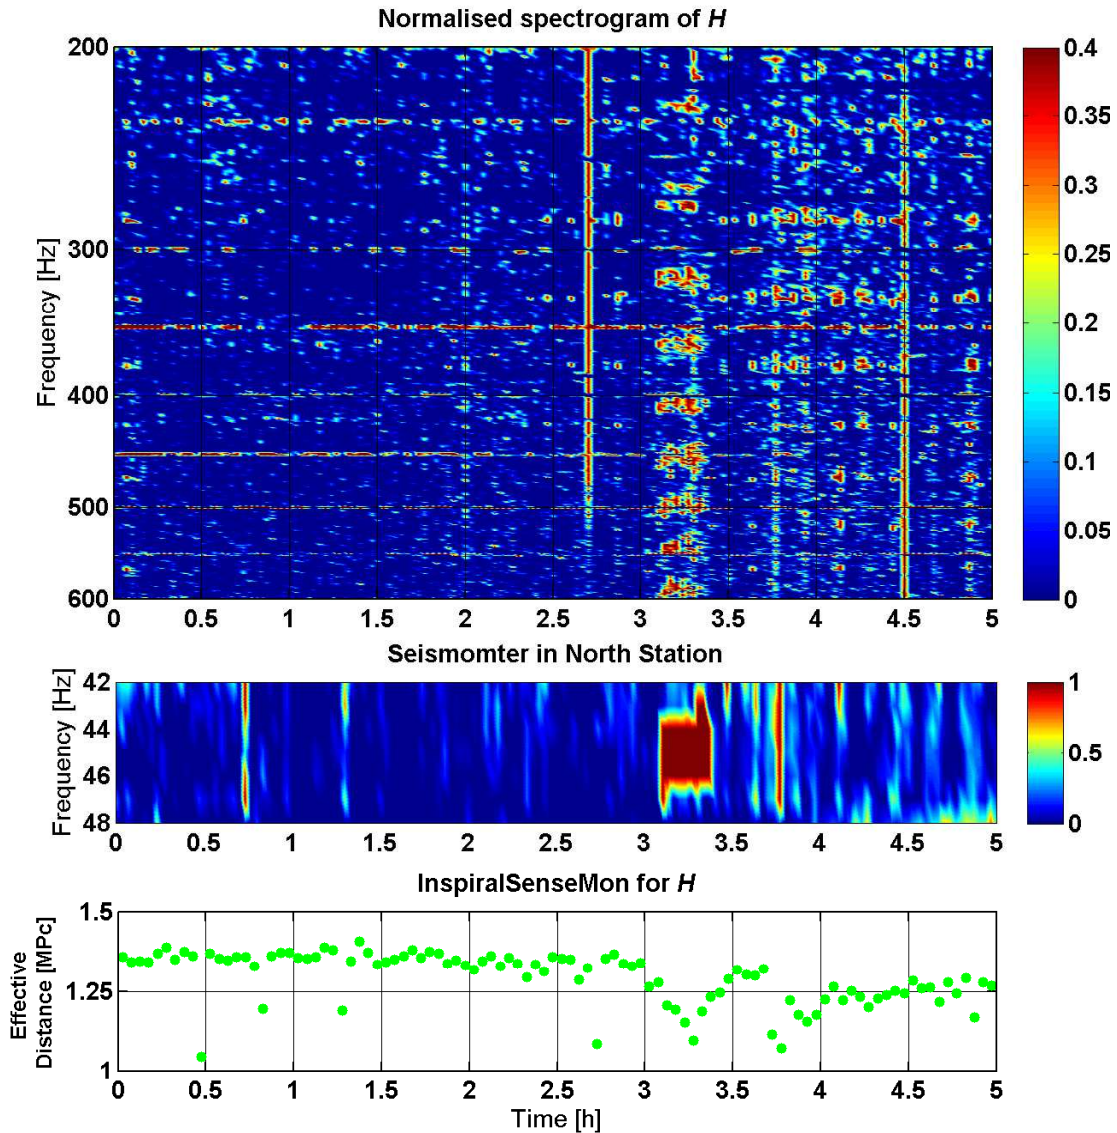 Normalised spectrogram of H
Frequency [Hz]
200
300
400
500
600
0 0.5 1 1.5 2 2.5 3 3.5 4 4.5 5
0.4
0.3
0.2
0.15
0.1
0.05
0
Seismomter in North Station
Frequency [Hz]
42
44
46
48
0 0.5 1 1.5 2 2.5 3 3.5 4 4.5 5
1
0.5
0
InspiralSenseMon for H
Effective
Distance [MPc]
1.5
1.25
1
0 0.5 1 1.5 2 2.5 3 3.5 4 4.5 5
Time [h]